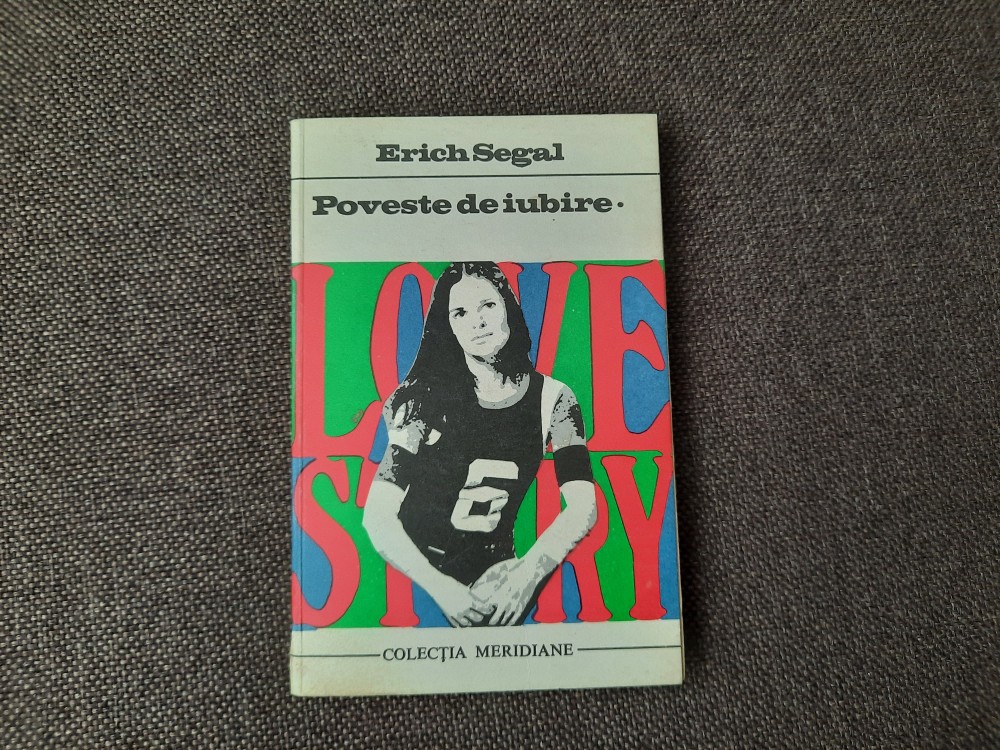 Erich Segal
Poveste de iubire.
LOVE
STORY
6
COLECȚIA MERIDIANE